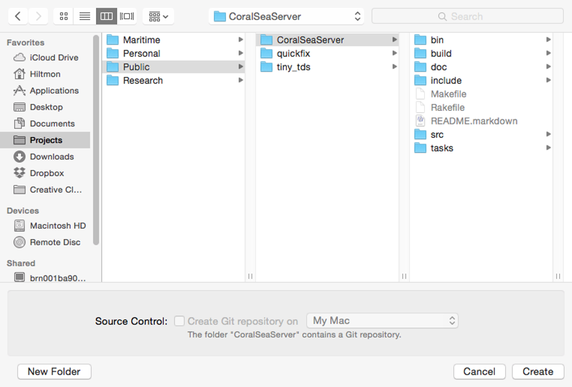 CoralSeaServer
Search
Favorites
iCloud Drive
Hiltmon
Applications
Desktop
Documents
Projects
Downloads
Dropbox
Creative Cl...
Devices
Macintosh HD
Remote Disc
Shared
brn001ba90...
Maritime
Personal
Public
Research
CoralSeaServer
quickfix
tiny_tds
bin
build
doc
include
Makefile
Rakefile
README.markdown
src
tasks
Source Control: Create Git repository on My Mac
The folder "CoralSeaServer" contains a Git repository.
New Folder Cancel Create